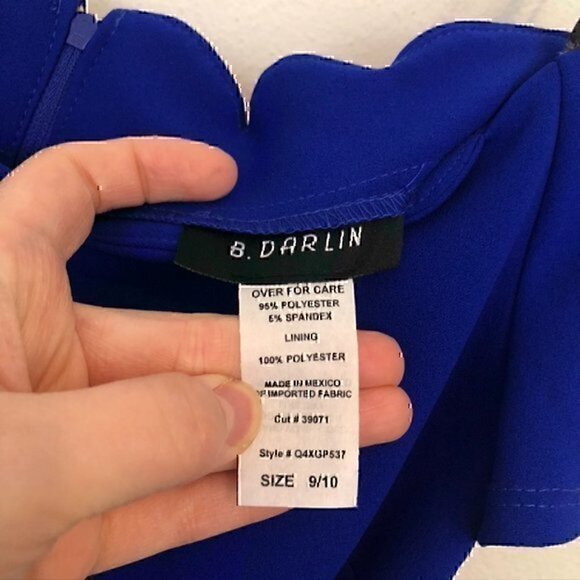 B. DARLIN
OVER FOR CARE
95% POLYESTER
5% SPANDEX
LINING
100% POLYESTER
MADE IN MEXICO
OF IMPORTED FABRIC
Cut # 39071
Style # Q4XGP537
SIZE 9/10